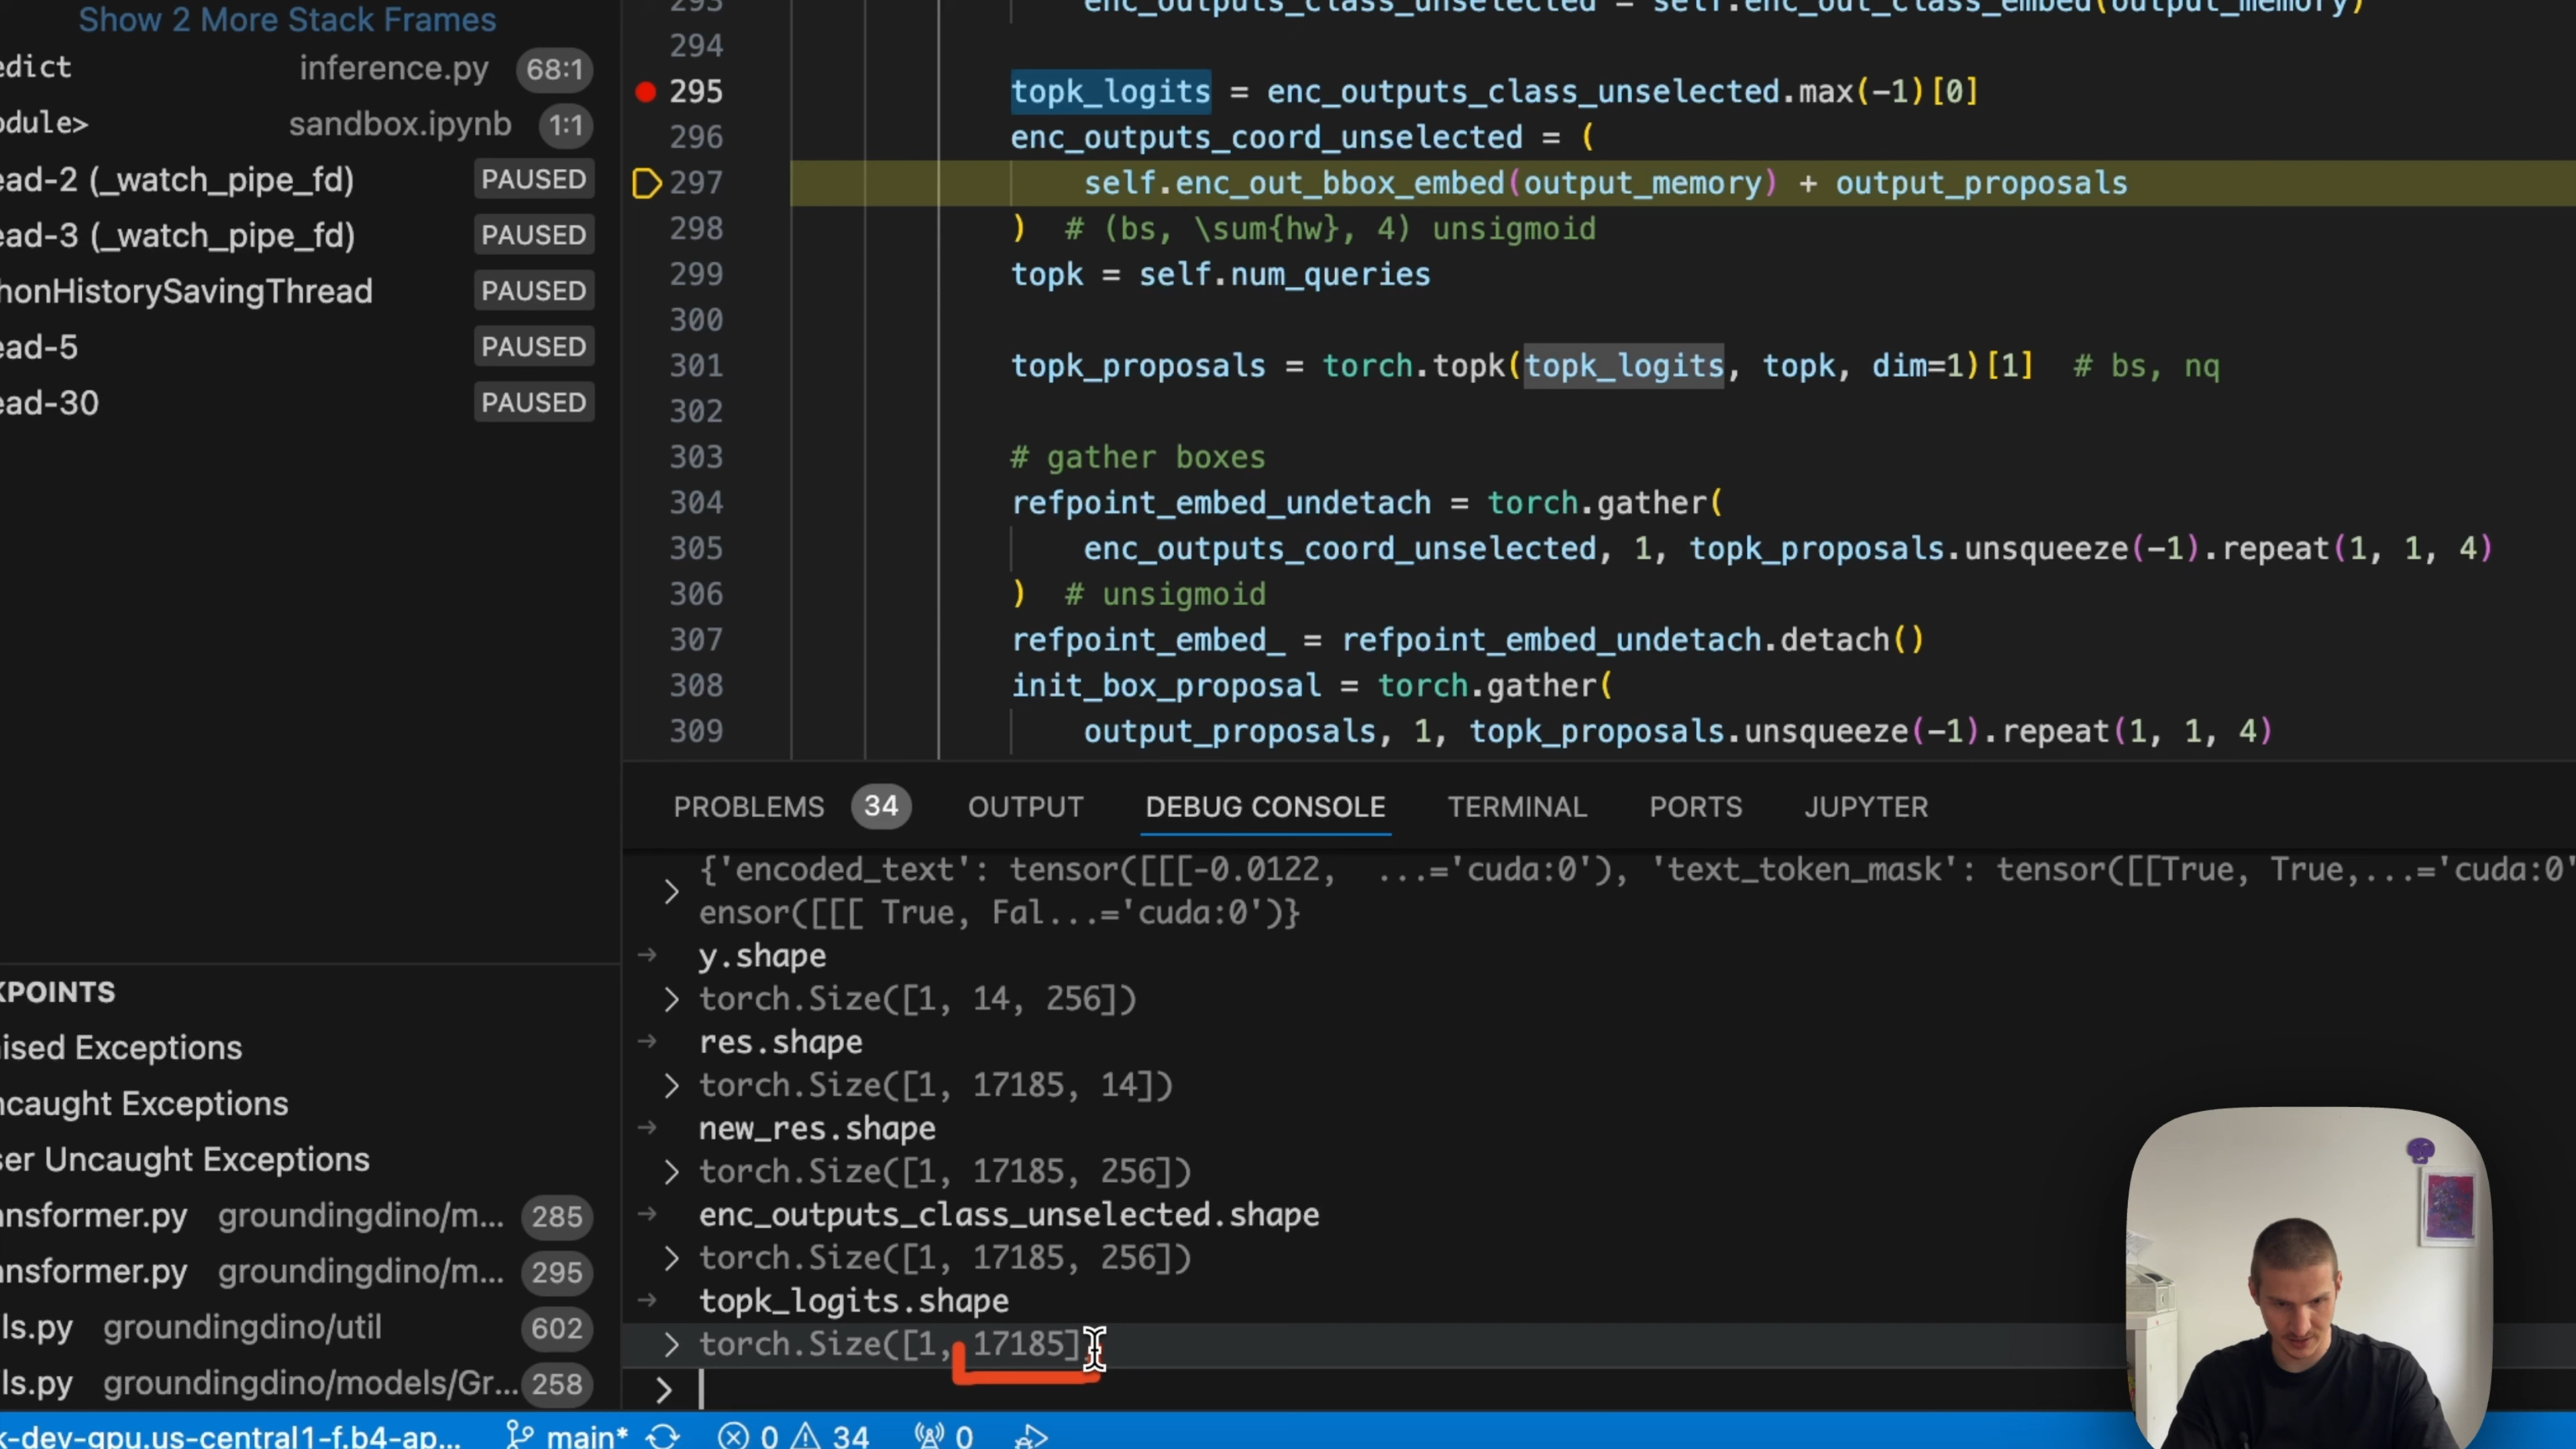 Show 2 More Stack Frames
edict inference.py 68:1
odule> sandbox.ipynb 1:1
ead-2 (_watch_pipe_fd) PAUSED
ead-3 (_watch_pipe_fd) PAUSED
honHistorySavingThread PAUSED
ead-5 PAUSED
ead-30 PAUSED
KPOINTS
ised Exceptions
ncaught Exceptions
ser Uncaught Exceptions
ansformer.py groundingdino/m... 285
ansformer.py groundingdino/m... 295
ls.py groundingdino/util 602
ls.py groundingdino/models/Gr... 258
293 enc_outputs_class_unselected = self.enc_out_class_embed(output_memory)
294
295 topk_logits = enc_outputs_class_unselected.max(-1)[0]
296 enc_outputs_coord_unselected = (
297 self.enc_out_bbox_embed(output_memory) + output_proposals
298 )  # (bs, \sum{hw}, 4) unsigmoid
299 topk = self.num_queries
300
301 topk_proposals = torch.topk(topk_logits, topk, dim=1)[1]  # bs, nq
302
303 # gather boxes
304 refpoint_embed_undetach = torch.gather(
305 enc_outputs_coord_unselected, 1, topk_proposals.unsqueeze(-1).repeat(1, 1, 4)
306 )  # unsigmoid
307 refpoint_embed_ = refpoint_embed_undetach.detach()
308 init_box_proposal = torch.gather(
309 output_proposals, 1, topk_proposals.unsqueeze(-1).repeat(1, 1, 4)
PROBLEMS 34 OUTPUT DEBUG CONSOLE TERMINAL PORTS JUPYTER
{'encoded_text': tensor([[[-0.0122,  ...='cuda:0'), 'text_token_mask': tensor([[True, True,...='cuda:0'
ensor([[[ True, Fal...='cuda:0')}
y.shape
torch.Size([1, 14, 256])
res.shape
torch.Size([1, 17185, 14])
new_res.shape
torch.Size([1, 17185, 256])
enc_outputs_class_unselected.shape
torch.Size([1, 17185, 256])
topk_logits.shape
torch.Size([1, 17185]
k-dev-gpu.us-central1-f.b4-ap... main* 0 34 0